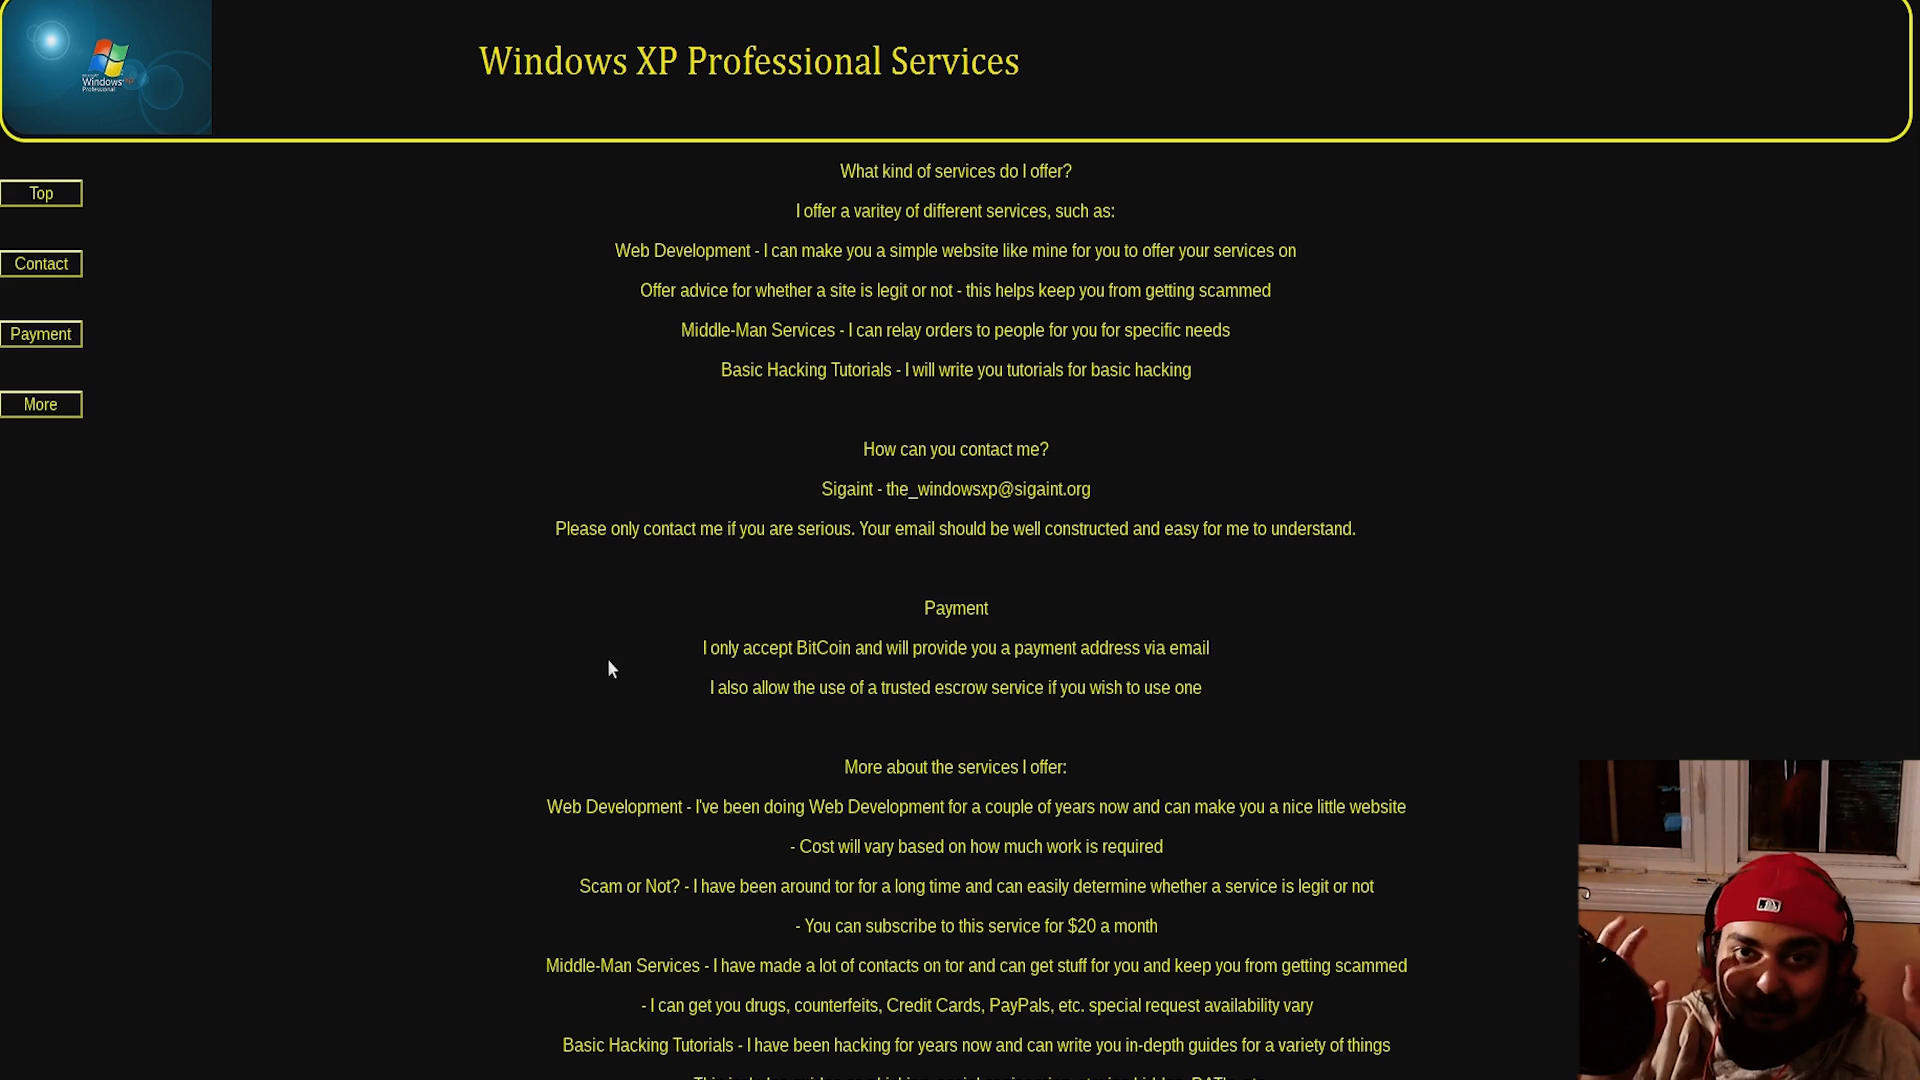 Windows XP
Professional
Windows XP Professional Services
What kind of services do I offer?
Top
I offer a varitey of different services, such as:
Web Development - I can make you a simple website like mine for you to offer your services on
Contact
Offer advice for whether a site is legit or not - this helps keep you from getting scammed
Payment
Middle-Man Services - I can relay orders to people for you for specific needs
Basic Hacking Tutorials - I will write you tutorials for basic hacking
More
How can you contact me?
Sigaint - the_windowsxp@sigaint.org
Please only contact me if you are serious. Your email should be well constructed and easy for me to understand.
Payment
I only accept BitCoin and will provide you a payment address via email
I also allow the use of a trusted escrow service if you wish to use one
More about the services I offer:
Web Development - I've been doing Web Development for a couple of years now and can make you a nice little website
- Cost will vary based on how much work is required
Scam or Not? - I have been around tor for a long time and can easily determine whether a service is legit or not
- You can subscribe to this service for $20 a month
Middle-Man Services - I have made a lot of contacts on tor and can get stuff for you and keep you from getting scammed
- I can get you drugs, counterfeits, Credit Cards, PayPals, etc. special request availability vary
Basic Hacking Tutorials - I have been hacking for years now and can write you in-depth guides for a variety of things